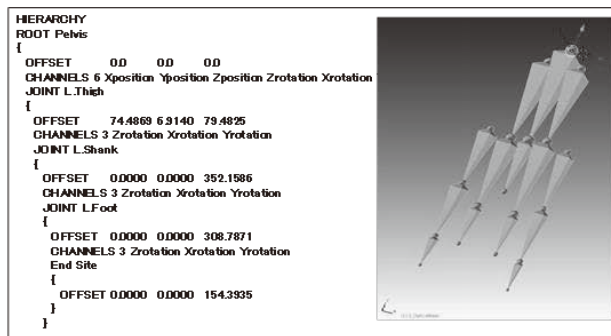 HIERARCHY
ROOT Pelvis
{
OFFSET 0.0 0.0 0.0
CHANNELS 6 Xposition Yposition Zposition Zrotation Xrotation
JOINT L.Thigh
{
OFFSET 74.4869 6.9140 79.4825
CHANNELS 3 Zrotation Xrotation Yrotation
JOINT L.Shank
{
OFFSET 0.0000 0.0000 352.1586
CHANNELS 3 Zrotation Xrotation Yrotation
JOINT L.Foot
{
OFFSET 0.0000 0.0000 308.7871
CHANNELS 3 Zrotation Xrotation Yrotation
End Site
{
OFFSET 0.0000 0.0000 154.3935
}
}